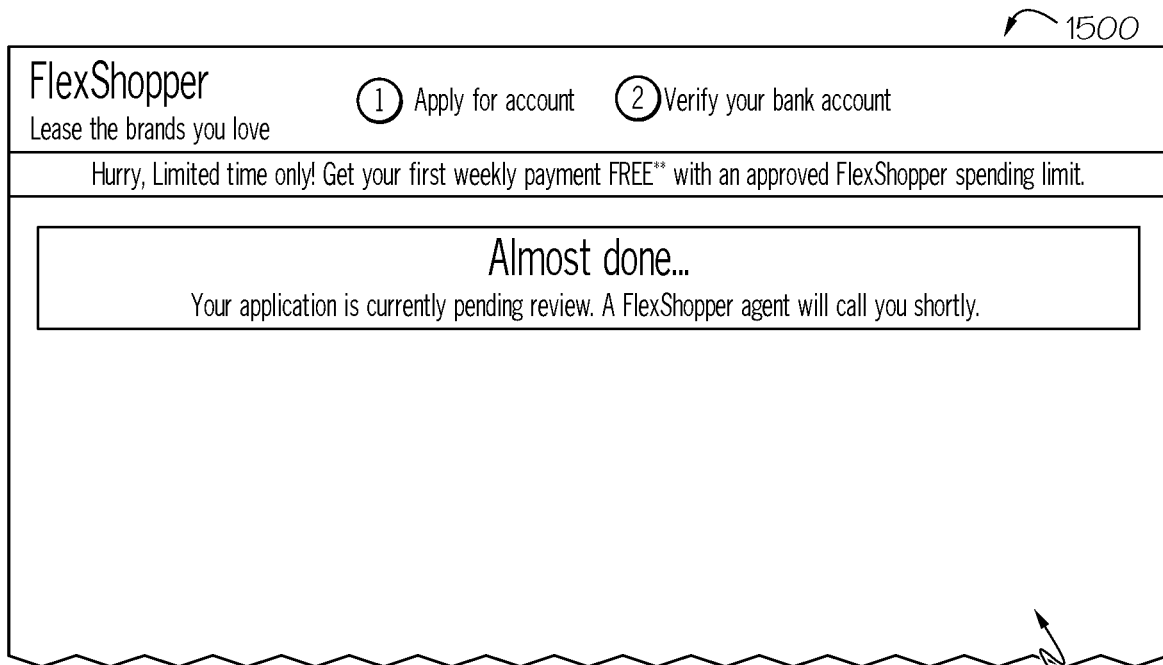 1500
FlexShopper
Lease the brands you love
1 Apply for account 2 Verify your bank account
Hurry, Limited time only! Get your first weekly payment FREE** with an approved FlexShopper spending limit.
Almost done...
Your application is currently pending review. A FlexShopper agent will call you shortly.